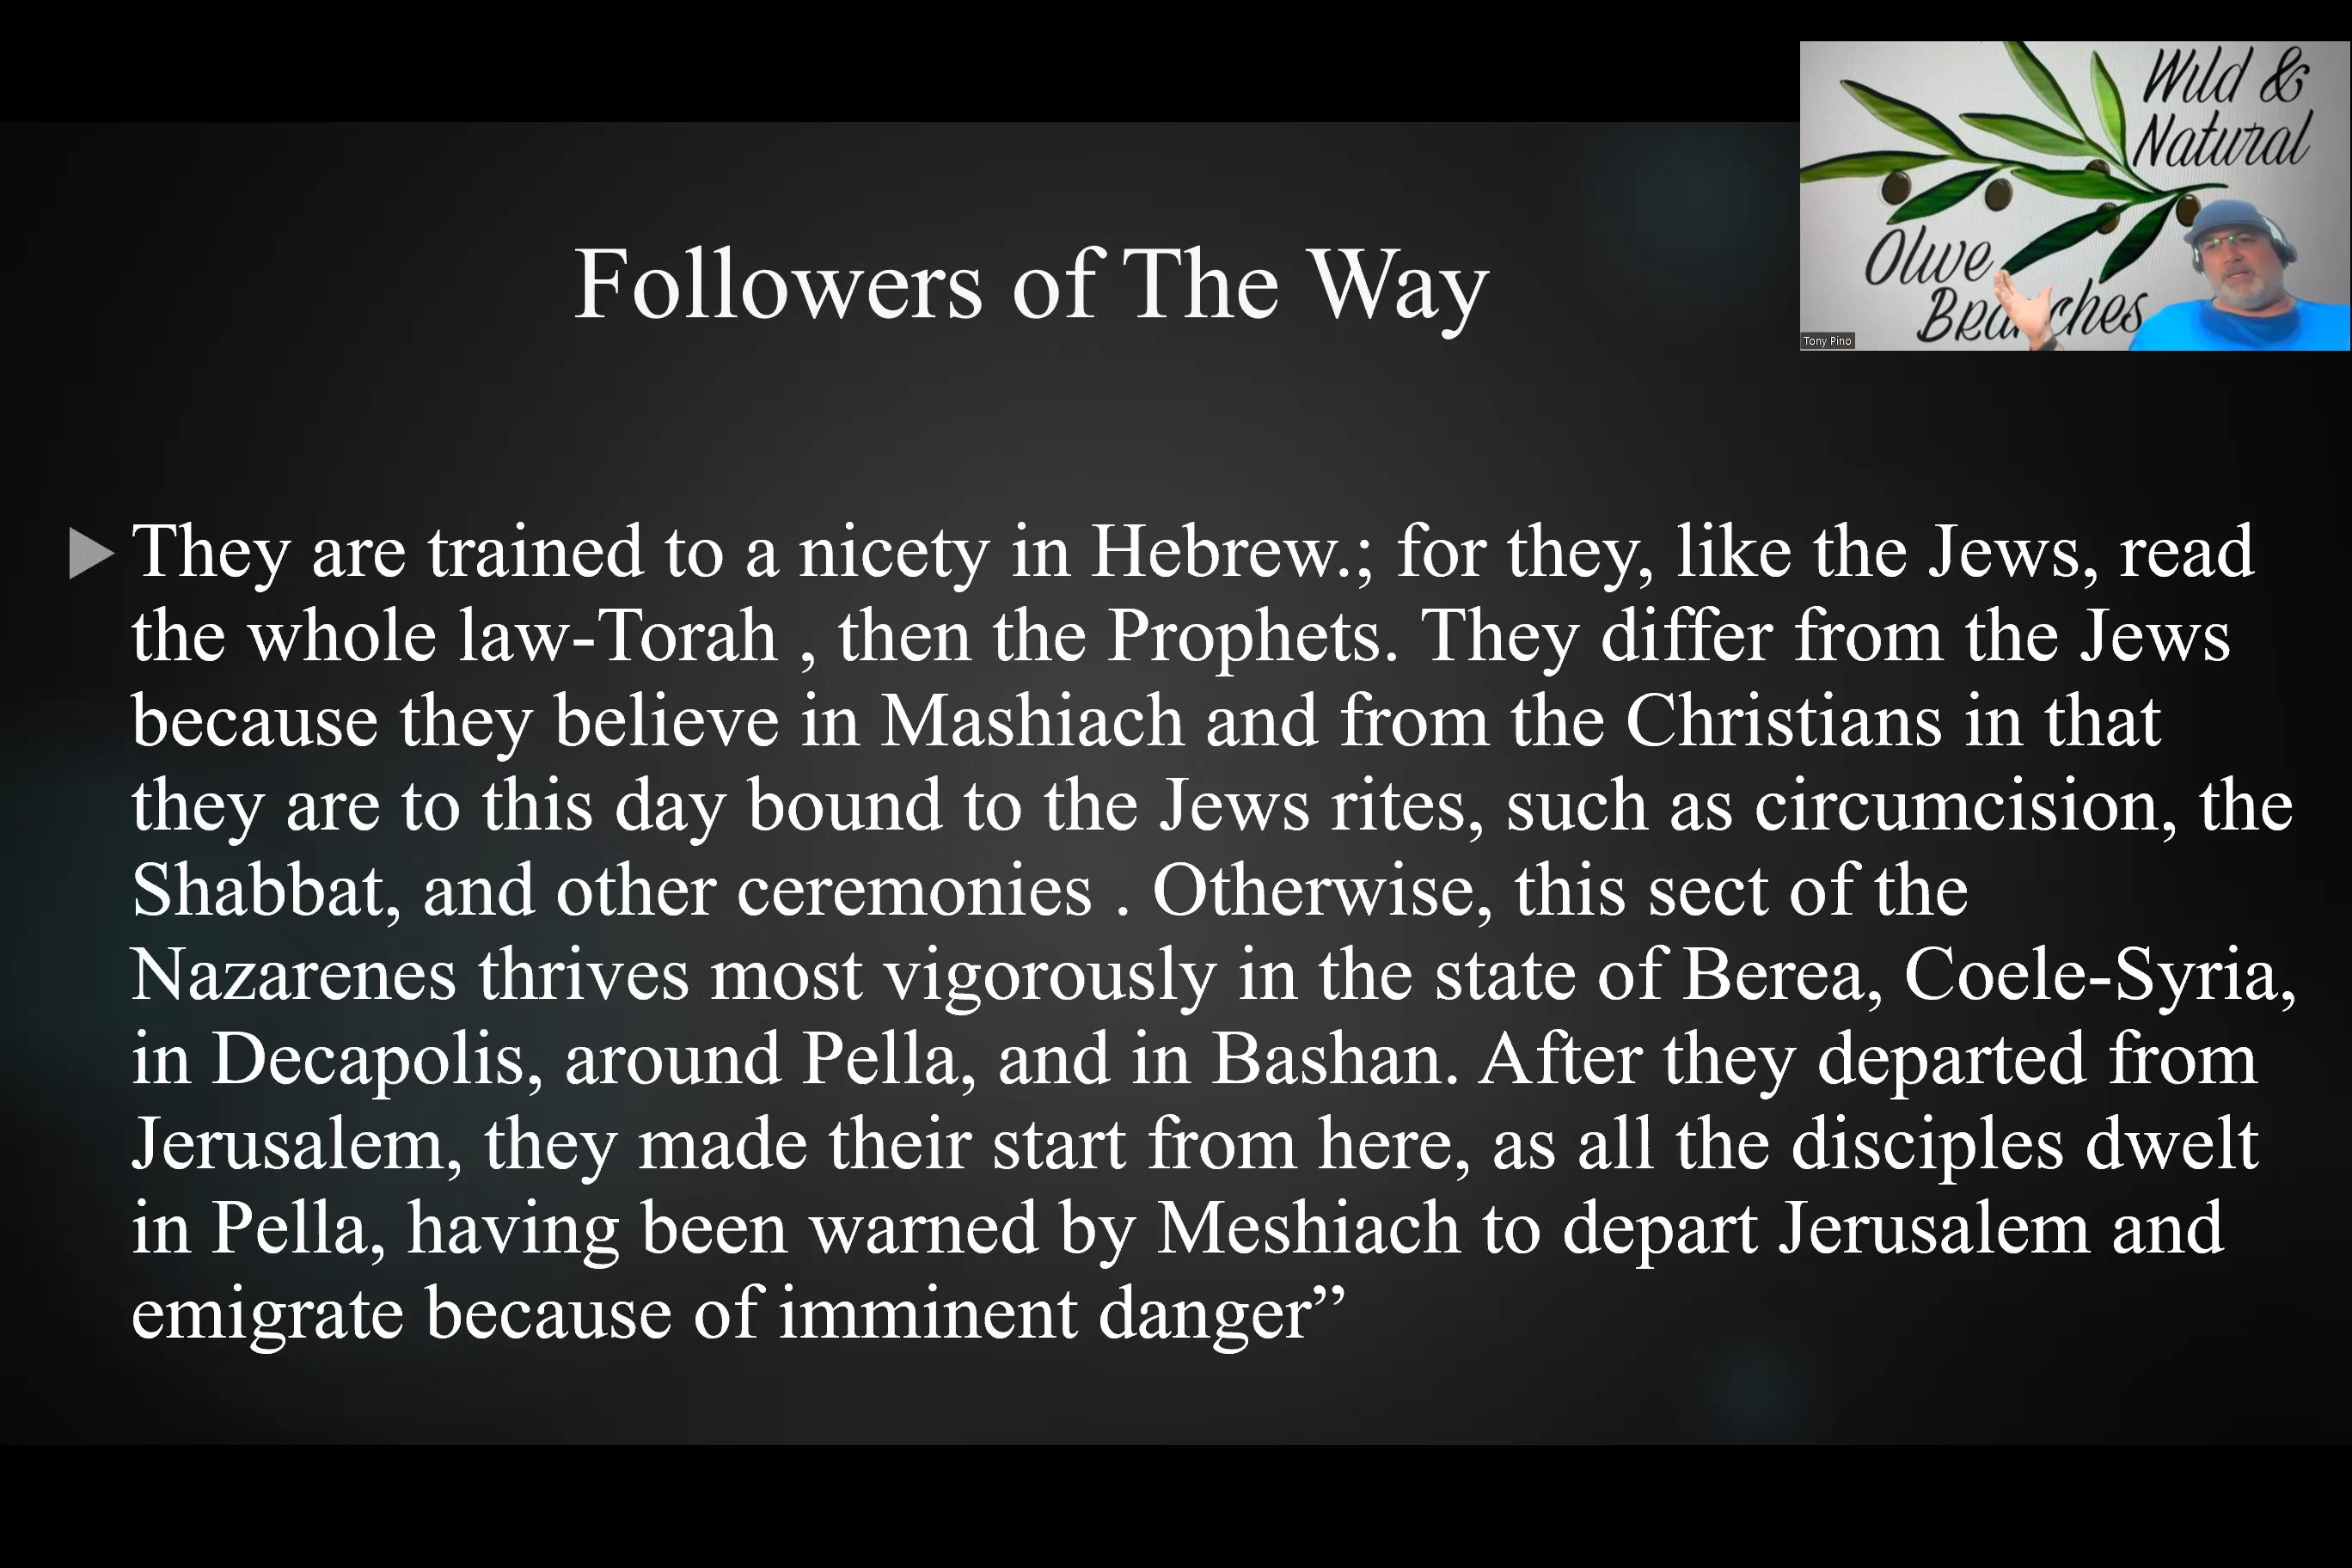 Wild &
Natural
Olive
Branches
Tony Pino
Followers of The Way
They are trained to a nicety in Hebrew.; for they, like the Jews, read
the whole law-Torah , then the Prophets. They differ from the Jews
because they believe in Mashiach and from the Christians in that
they are to this day bound to the Jews rites, such as circumcision, the
Shabbat, and other ceremonies . Otherwise, this sect of the
Nazarenes thrives most vigorously in the state of Berea, Coele-Syria,
in Decapolis, around Pella, and in Bashan. After they departed from
Jerusalem, they made their start from here, as all the disciples dwelt
in Pella, having been warned by Meshiach to depart Jerusalem and
emigrate because of imminent danger”